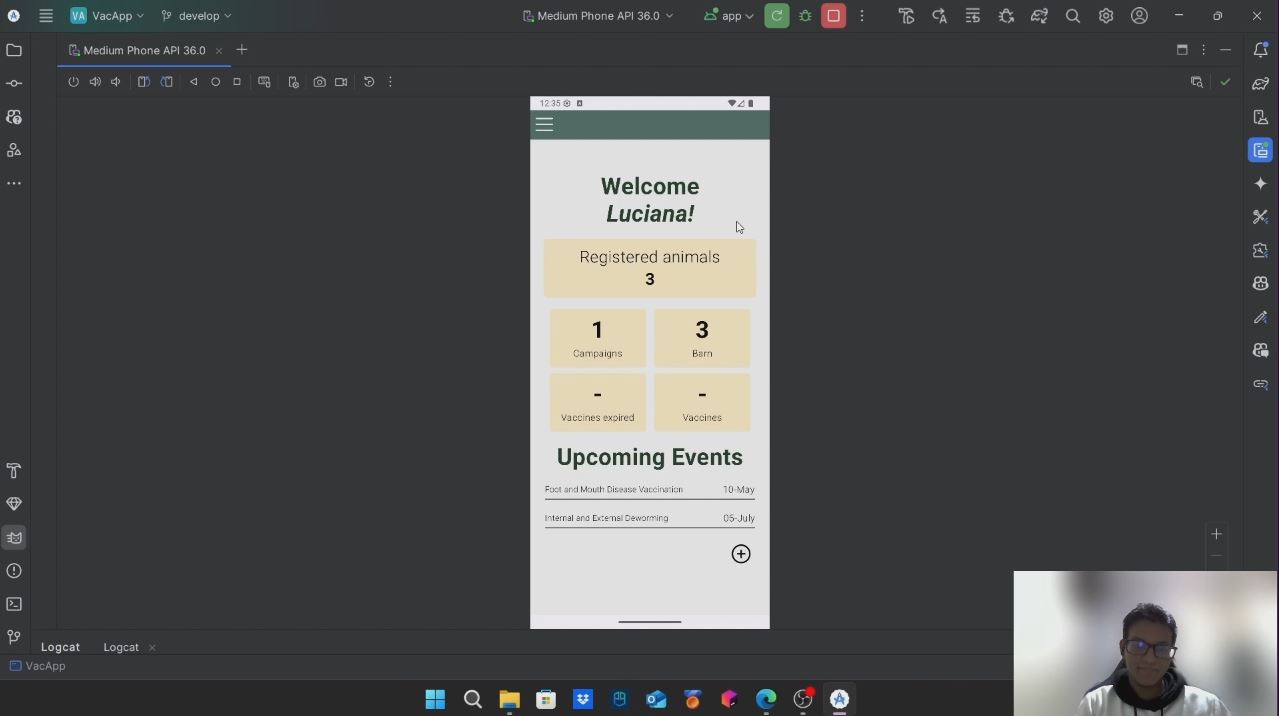 VA VacApp develop Medium Phone API 36.0 app
Medium Phone API 36.0
12:35
Welcome
Luciana!
Registered animals
3
1 3
Campaigns Barn
- -
Vaccines expired Vaccines
Upcoming Events
Foot and Mouth Disease Vaccination 10-May
Internal and External Deworming 05-July
Logcat Logcat
VacApp